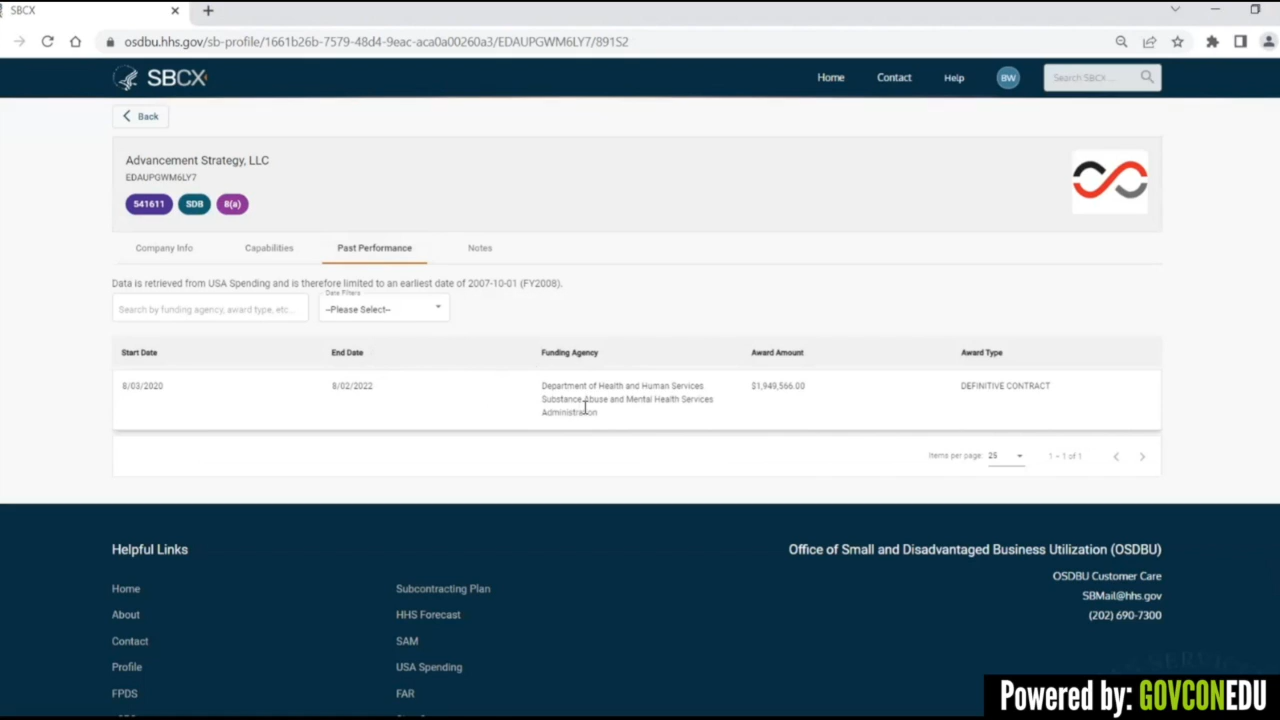 SBCX
osdbu.hhs.gov/sb-profile/1661b26b-7579-48d4-9eac-aca0a00260a3/EDAUPGWM6LY7/891S2
SBCX
Home
Contact
Help
BW
Search SBCX...
Back
Advancement Strategy, LLC
EDAUPGWM6LY7
541611
SDB
8(a)
Company Info
Capabilities
Past Performance
Notes
Data is retrieved from USA Spending and is therefore limited to an earliest date of 2007-10-01 (FY2008).
Search by funding agency, award type, etc...
Date Filters
--Please Select--
Start Date
End Date
Funding Agency
Award Amount
Award Type
8/03/2020
8/02/2022
Department of Health and Human Services
Substance Abuse and Mental Health Services
Administration
$1,949,566.00
DEFINITIVE CONTRACT
Items per page:
25
1 – 1 of 1
Helpful Links
Office of Small and Disadvantaged Business Utilization (OSDBU)
OSDBU Customer Care
SBMail@hhs.gov
(202) 690-7300
Home
Subcontracting Plan
About
HHS Forecast
Contact
SAM
Profile
USA Spending
FPDS
FAR
Powered by: GOVCONEDU